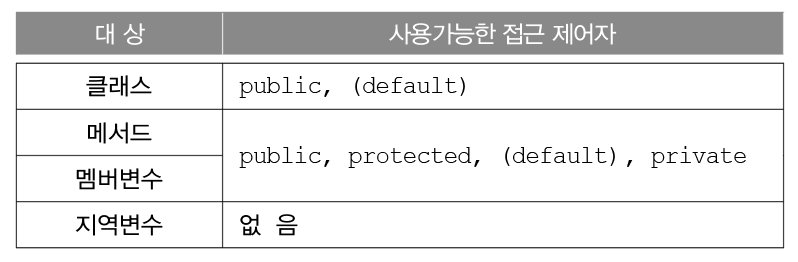 대 상 사용가능한 접근 제어자
클래스 public, (default)
메서드
public, protected, (default), private
멤버변수
지역변수 없 음